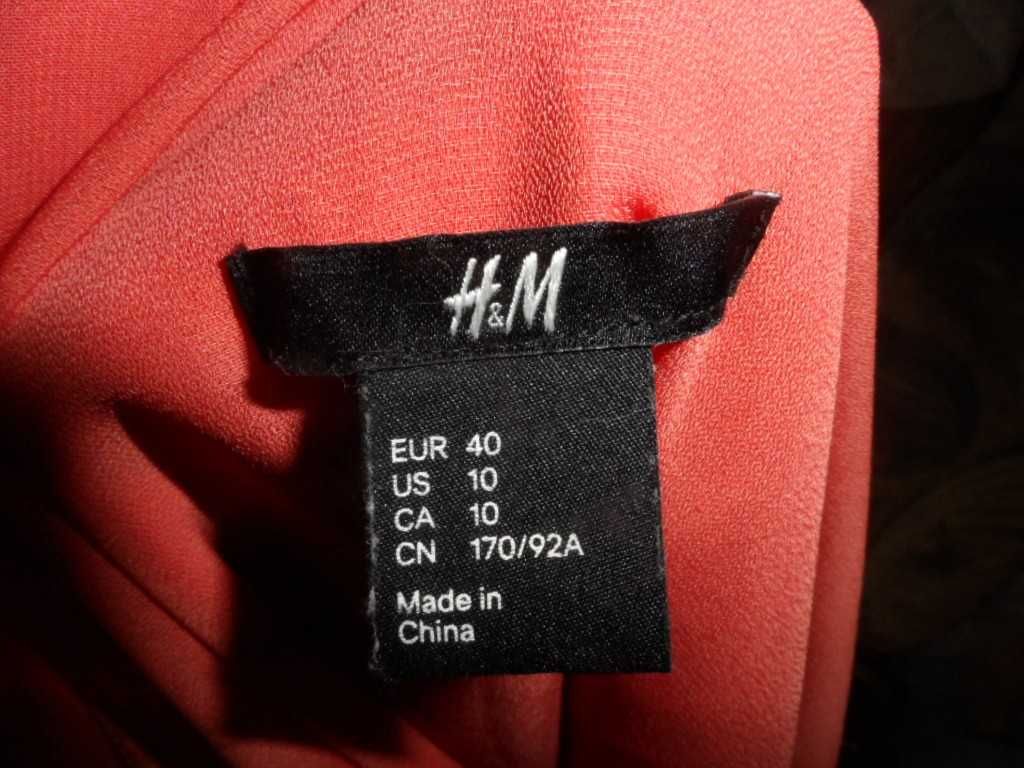 H&M
EUR 40
US 10
CA 10
CN 170/92A
Made in
China